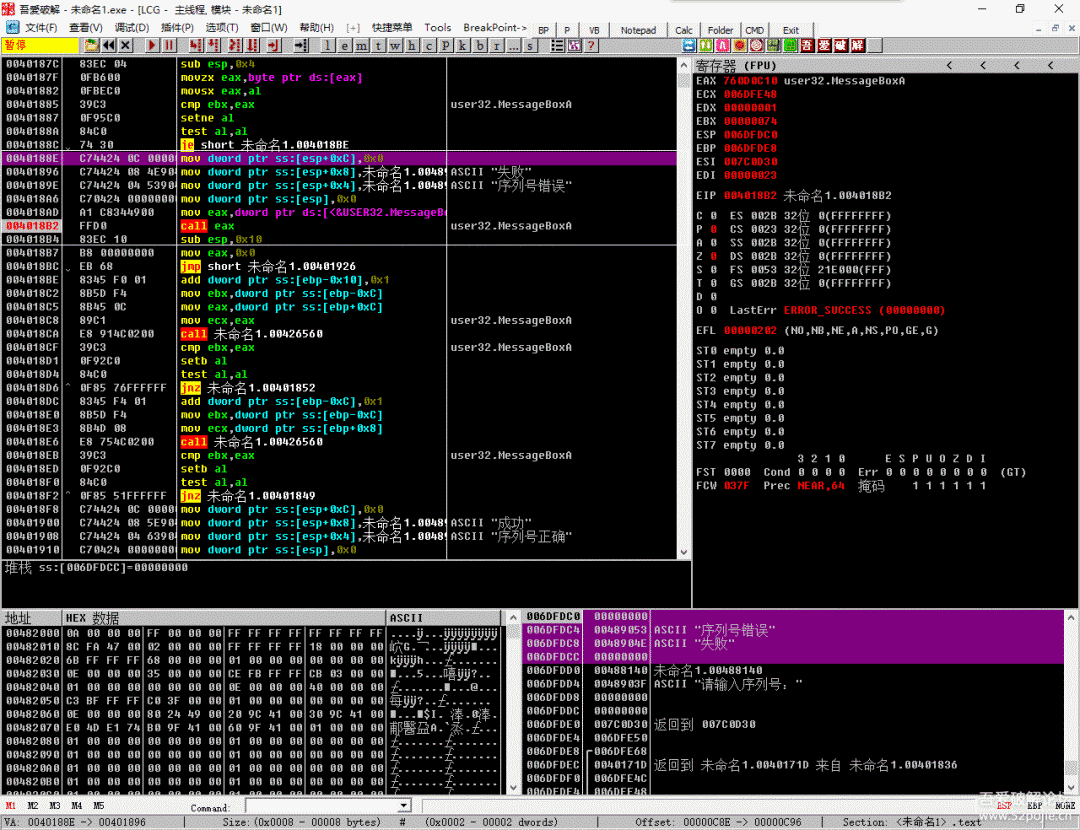 吾爱破解 - 未命名1.exe - [LCG - 主线程, 模块 - 未命名1]
文件(F) 查看(V) 调试(D) 插件(P) 选项(T) 窗口(W) 帮助(H) [+] 快捷菜单 Tools BreakPoint-> BP P VB Notepad Calc Folder CMD Exit
暂停 l e m t w h c P k b r ... s ? 吾 爱 破 解
0040187C 83EC 04 sub esp,0x4
0040187F 0FB600 movzx eax,byte ptr ds:[eax]
00401882 0FBEC0 movsx eax,al
00401885 39C3 cmp ebx,eax user32.MessageBoxA
00401887 0F95C0 setne al
0040188A 84C0 test al,al
0040188C 74 30 je short 未命名1.004018BE
0040188E C74424 0C 0000 mov dword ptr ss:[esp+0xC],0x0
00401896 C74424 08 4E90 mov dword ptr ss:[esp+0x8],未命名1.0048 ASCII "失败"
0040189E C74424 04 5390 mov dword ptr ss:[esp+0x4],未命名1.0048 ASCII "序列号错误"
004018A6 C70424 0000000 mov dword ptr ss:[esp],0x0
004018AD A1 C8344900 mov eax,dword ptr ds:[<&USER32.MessageB
004018B2 FFD0 call eax user32.MessageBoxA
004018B4 83EC 10 sub esp,0x10
004018B7 B8 00000000 mov eax,0x0
004018BC EB 68 jmp short 未命名1.00401926
004018BE 8345 F0 01 add dword ptr ss:[ebp-0x10],0x1
004018C2 8B5D F4 mov ebx,dword ptr ss:[ebp-0xC]
004018C5 8B45 0C mov eax,dword ptr ss:[ebp+0xC]
004018C8 89C1 mov ecx,eax user32.MessageBoxA
004018CA E8 914C0200 call 未命名1.00426560
004018CF 39C3 cmp ebx,eax user32.MessageBoxA
004018D1 0F92C0 setb al
004018D4 84C0 test al,al
004018D6 ^ 0F85 76FFFFFF jnz 未命名1.00401852
004018DC 8345 F4 01 add dword ptr ss:[ebp-0xC],0x1
004018E0 8B5D F4 mov ebx,dword ptr ss:[ebp-0xC]
004018E3 8B4D 08 mov ecx,dword ptr ss:[ebp+0x8]
004018E6 E8 754C0200 call 未命名1.00426560
004018EB 39C3 cmp ebx,eax user32.MessageBoxA
004018ED 0F92C0 setb al
004018F0 84C0 test al,al
004018F2 ^ 0F85 51FFFFFF jnz 未命名1.00401849
004018F8 C74424 0C 0000 mov dword ptr ss:[esp+0xC],0x0
00401900 C74424 08 5E90 mov dword ptr ss:[esp+0x8],未命名1.0048 ASCII "成功"
00401908 C74424 04 6390 mov dword ptr ss:[esp+0x4],未命名1.0048 ASCII "序列号正确"
00401910 C70424 0000000 mov dword ptr ss:[esp],0x0
堆栈 ss:[006DFDCC]=00000000
寄存器 (FPU) < < < <
EAX 760D0C10 user32.MessageBoxA
ECX 006DFE48
EDX 00000001
EBX 00000074
ESP 006DFDC0
EBP 006DFDE8
ESI 007C0D30
EDI 00000023
EIP 004018B2 未命名1.004018B2
C 0 ES 002B 32位 0(FFFFFFFF)
P 0 CS 0023 32位 0(FFFFFFFF)
A 0 SS 002B 32位 0(FFFFFFFF)
Z 0 DS 002B 32位 0(FFFFFFFF)
S 0 FS 0053 32位 21E000(FFF)
T 0 GS 002B 32位 0(FFFFFFFF)
D 0
O 0 LastErr ERROR_SUCCESS (00000000)
EFL 00000202 (NO,NB,NE,A,NS,PO,GE,G)
ST0 empty 0.0
ST1 empty 0.0
ST2 empty 0.0
ST3 empty 0.0
ST4 empty 0.0
ST5 empty 0.0
ST6 empty 0.0
ST7 empty 0.0
3 2 1 0 E S P U O Z D I
FST 0000 Cond 0 0 0 0 Err 0 0 0 0 0 0 0 0 (GT)
FCW 037F Prec NEAR,64 掩码 1 1 1 1 1 1
地址 HEX 数据 ASCII
00482000 0A 00 00 00 FF 00 00 00 FF FF FF FF FF FF FF FF
00482010 8C FA 47 00 02 00 00 00 FF FF FF FF 18 00 00 00
00482020 6B FF FF FF 68 00 00 00 01 00 00 00 00 00 00 00
00482030 0E 00 00 00 35 00 00 00 CE FB FF FF CB 03 00 00
00482040 01 00 00 00 00 00 00 00 0E 00 00 00 40 00 00 00
00482050 C3 BF FF FF C0 3F 00 00 01 00 00 00 00 00 00 00
00482060 0E 00 00 00 80 24 49 00 20 9C 41 00 30 9C 41 00
00482070 E0 4D E1 74 B0 9F 41 00 60 9F 41 00 01 00 00 00
00482080 01 00 00 00 00 00 00 00 01 00 00 00 00 00 00 00
00482090 01 00 00 00 00 00 00 00 01 00 00 00 00 00 00 00
004820A0 01 00 00 00 00 00 00 00 01 00 00 00 00 00 00 00
004820B0 01 00 00 00 00 00 00 00 01 00 00 00 00 00 00 00
006DFDC0 00000000
006DFDC4 00489053 ASCII "序列号错误"
006DFDC8 0048904E ASCII "失败"
006DFDCC 00000000
006DFDD0 00488140 未命名1.00488140
006DFDD4 0048903F ASCII "请输入序列号："
006DFDD8 00000000
006DFDDC 00000000
006DFDE0 007C0D30 返回到 007C0D30
006DFDE4 006DFE50
006DFDE8 006DFE68
006DFDEC 0040171D 返回到 未命名1.0040171D 来自 未命名1.00401836
006DFDF0 006DFE4C
006DFDF4 006DFE48
M1 M2 M3 M4 M5 Command: ESP EBP NONE
VA: 0040188E -> 00401896 Size:(0x0008 - 00008 bytes) # (0x0002 - 00002 dwords) Offset: 00000C8E -> 00000C96 Section: <未命名1> .text
吾爱破解论坛
www.52pojie.cn